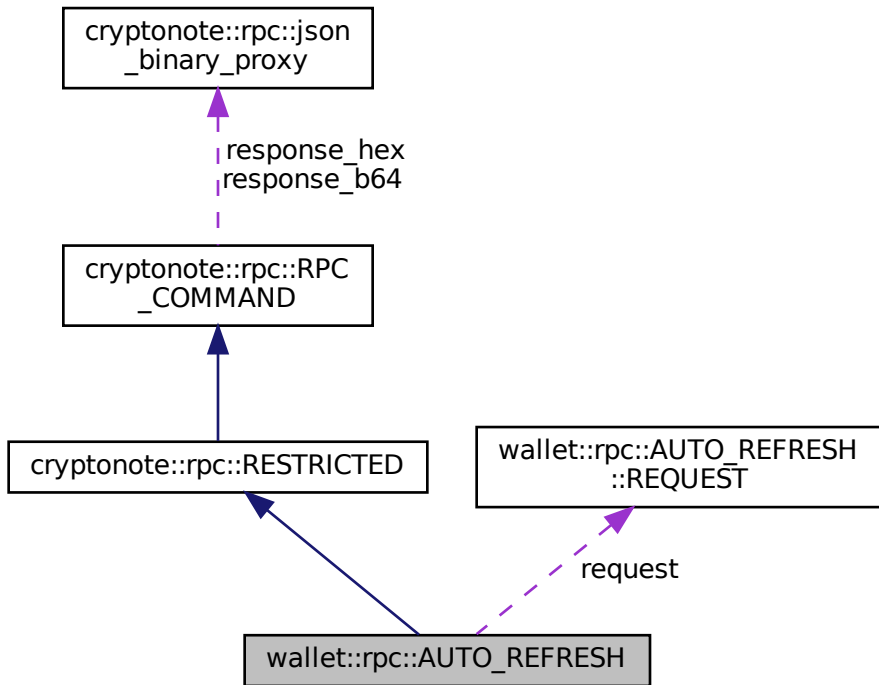 cryptonote::rpc::json
_binary_proxy
response_hex
response_b64
cryptonote::rpc::RPC
_COMMAND
cryptonote::rpc::RESTRICTED
wallet::rpc::AUTO_REFRESH
::REQUEST
request
wallet::rpc::AUTO_REFRESH